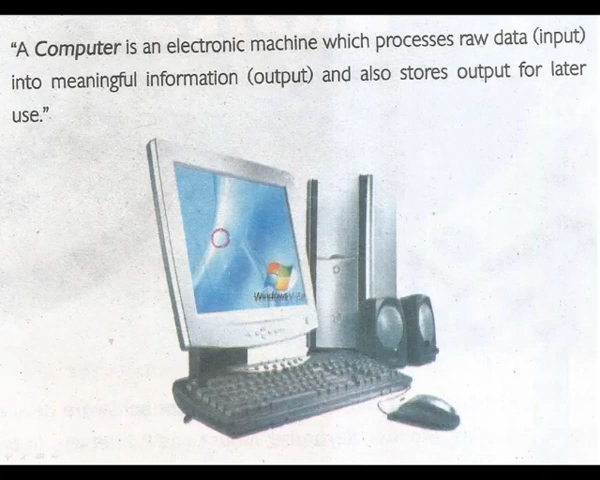 “A Computer is an electronic machine which processes raw data (input)
into meaningful information (output) and also stores output for later
use.”
Windows